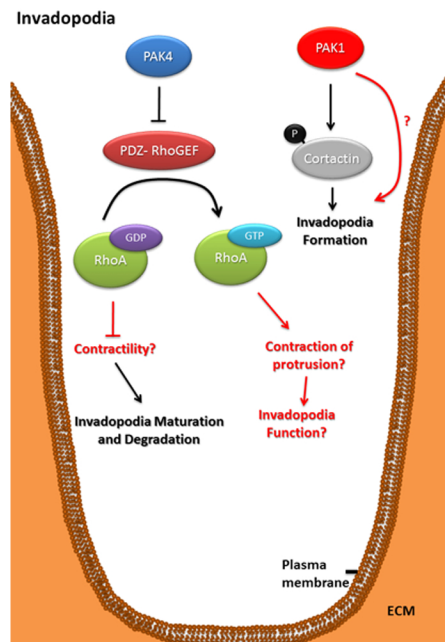 Invadopodia
PAK4
PAK1
PDZ- RhoGEF
?
P
Cortactin
Invadopodia
Formation
GDP
RhoA
GTP
RhoA
Contractility?
Contraction of
protrusion?
Invadopodia Maturation
and Degradation
Invadopodia
Function?
Plasma
membrane
ECM